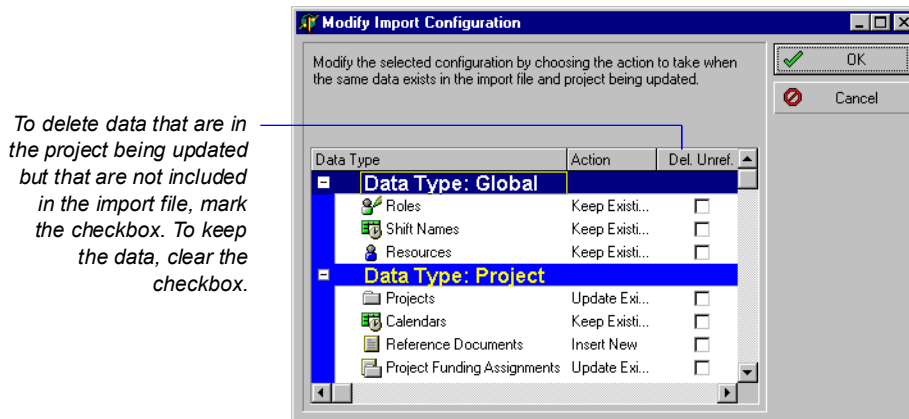 Modify Import Configuration
Modify the selected configuration by choosing the action to take when
the same data exists in the import file and project being updated.
OK
Cancel
To delete data that are in
the project being updated
but that are not included
in the import file, mark
the checkbox. To keep
the data, clear the
checkbox.
Data Type Action Del. Unref.
Data Type: Global
Roles Keep Existi...
Shift Names Keep Existi...
Resources Keep Existi...
Data Type: Project
Projects Update Exi...
Calendars Keep Existi...
Reference Documents Insert New
Project Funding Assignments Update Exi...